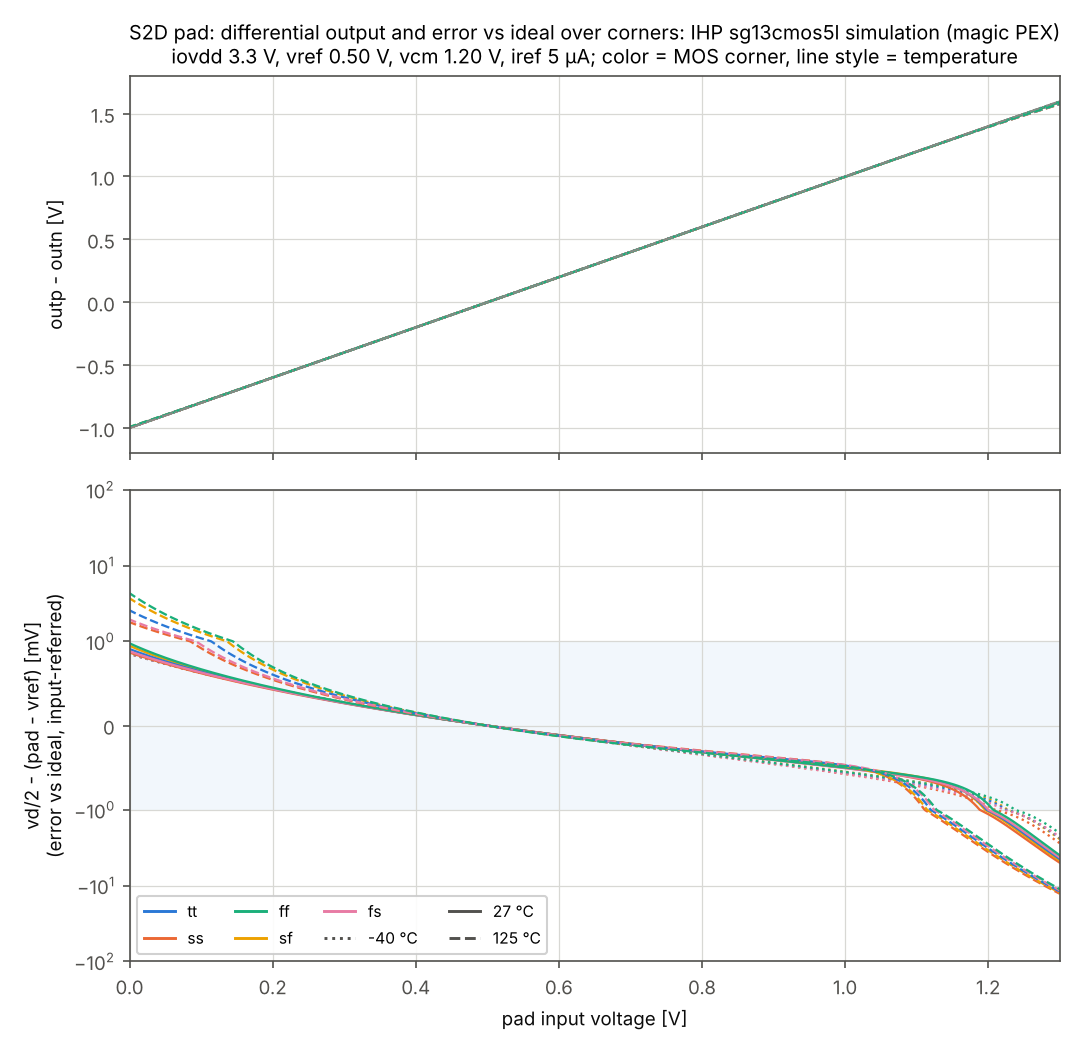 S2D pad: differential output and error vs ideal over corners: IHP sg13cmos5l simulation (magic PEX)
iovdd 3.3 V, vref 0.50 V, vcm 1.20 V, iref 5 µA; color = MOS corner, line style = temperature
outp - outn [V]
1.5
1.0
0.5
0.0
−0.5
−1.0
vd/2 - (pad - vref) [mV]
(error vs ideal, input-referred)
10²
10¹
10⁰
0
−10⁰
−10¹
−10²
tt ff fs 27 °C
ss sf -40 °C 125 °C
0.0 0.2 0.4 0.6 0.8 1.0 1.2
pad input voltage [V]